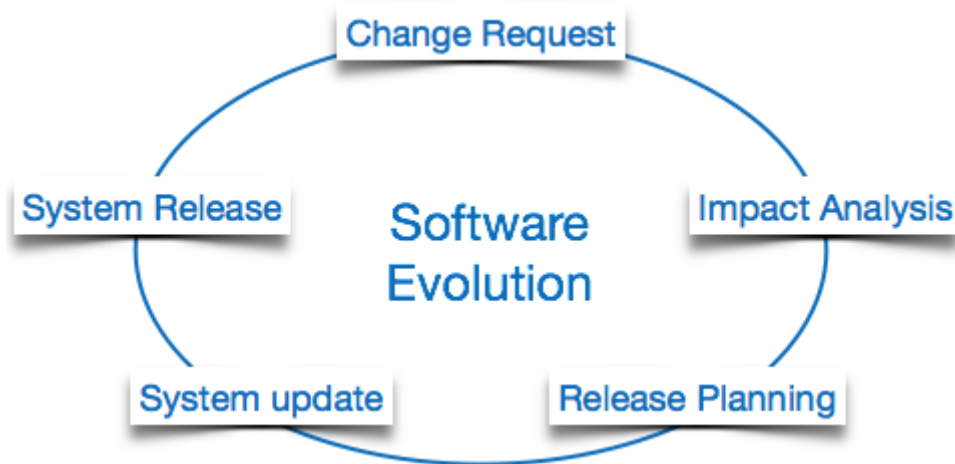 Change Request
System Release
Impact Analysis
Software
Evolution
System update
Release Planning